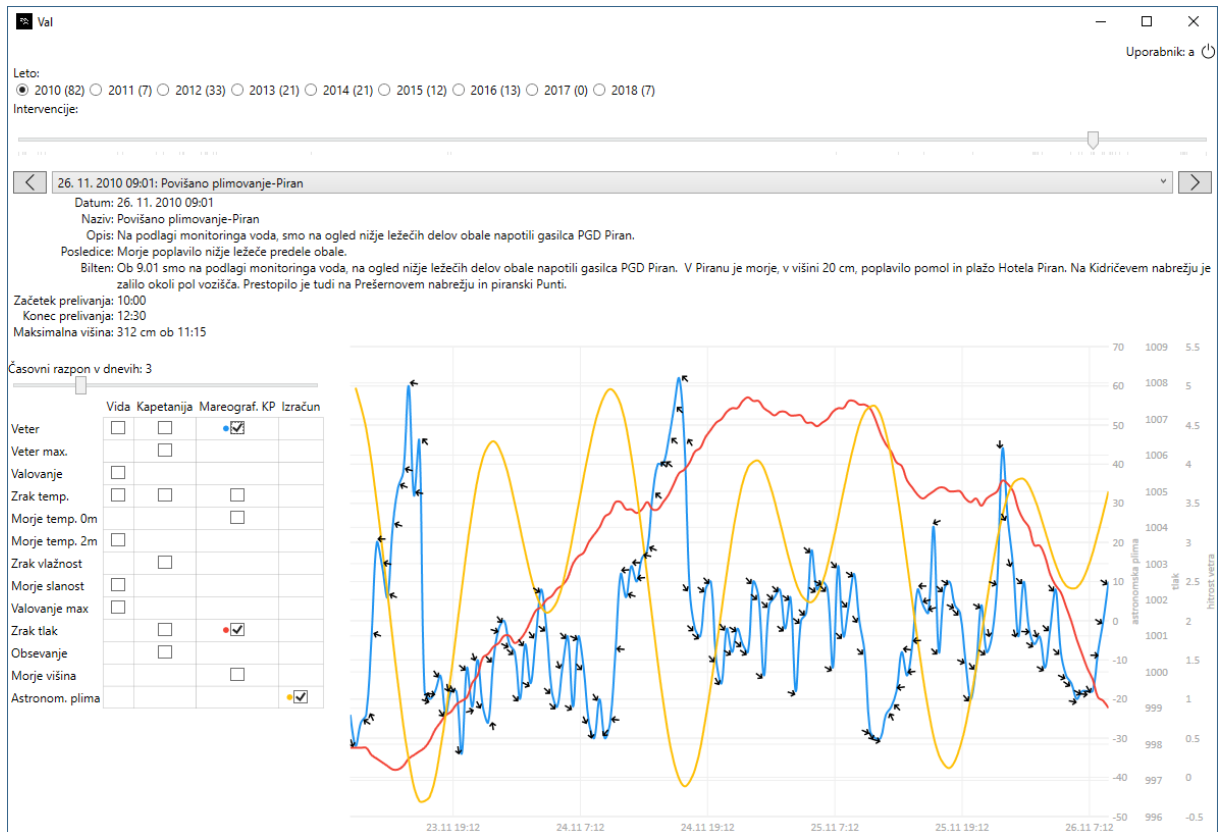 Val
Uporabnik: a
Leto:
2010 (82) 2011 (7) 2012 (33) 2013 (21) 2014 (21) 2015 (12) 2016 (13) 2017 (0) 2018 (7)
Intervencije:
26. 11. 2010 09:01: Povišano plimovanje-Piran
Datum: 26. 11. 2010 09:01
Naziv: Povišano plimovanje-Piran
Opis: Na podlagi monitoringa voda, smo na ogled nižje ležečih delov obale napotili gasilca PGD Piran.
Posledice: Morje poplavilo nižje ležeče predele obale.
Bilten: Ob 9.01 smo na podlagi monitoringa voda, na ogled nižje ležečih delov obale napotili gasilca PGD Piran. V Piranu je morje, v višini 20 cm, poplavilo pomol in plažo Hotela Piran. Na Kidričevem nabrežju je
zalilo okoli pol vozišča. Prestopilo je tudi na Prešernovem nabrežju in piranski Punti.
Začetek prelivanja: 10:00
Konec prelivanja: 12:30
Maksimalna višina: 312 cm ob 11:15
Časovni razpon v dnevih: 3
Vida Kapetanija Mareograf. KP Izračun
Veter
Veter max.
Valovanje
Zrak temp.
Morje temp. 0m
Morje temp. 2m
Zrak vlažnost
Morje slanost
Valovanje max
Zrak tlak
Obsevanje
Morje višina
Astronom. plima
70 1009 5.5
60 1008 5
50 1007 4.5
40 1006 4
30 1005 3.5
20 1004 3
10 1003 2.5
0 1002 2
-10 1001 1.5
-20 1000 1
-30 999 0.5
-40 998 0
-50 997 -0.5
996
astronomska plima
tlak
hitrost vetra
23.11 19:12 24.11 7:12 24.11 19:12 25.11 7:12 25.11 19:12 26.11 7:12